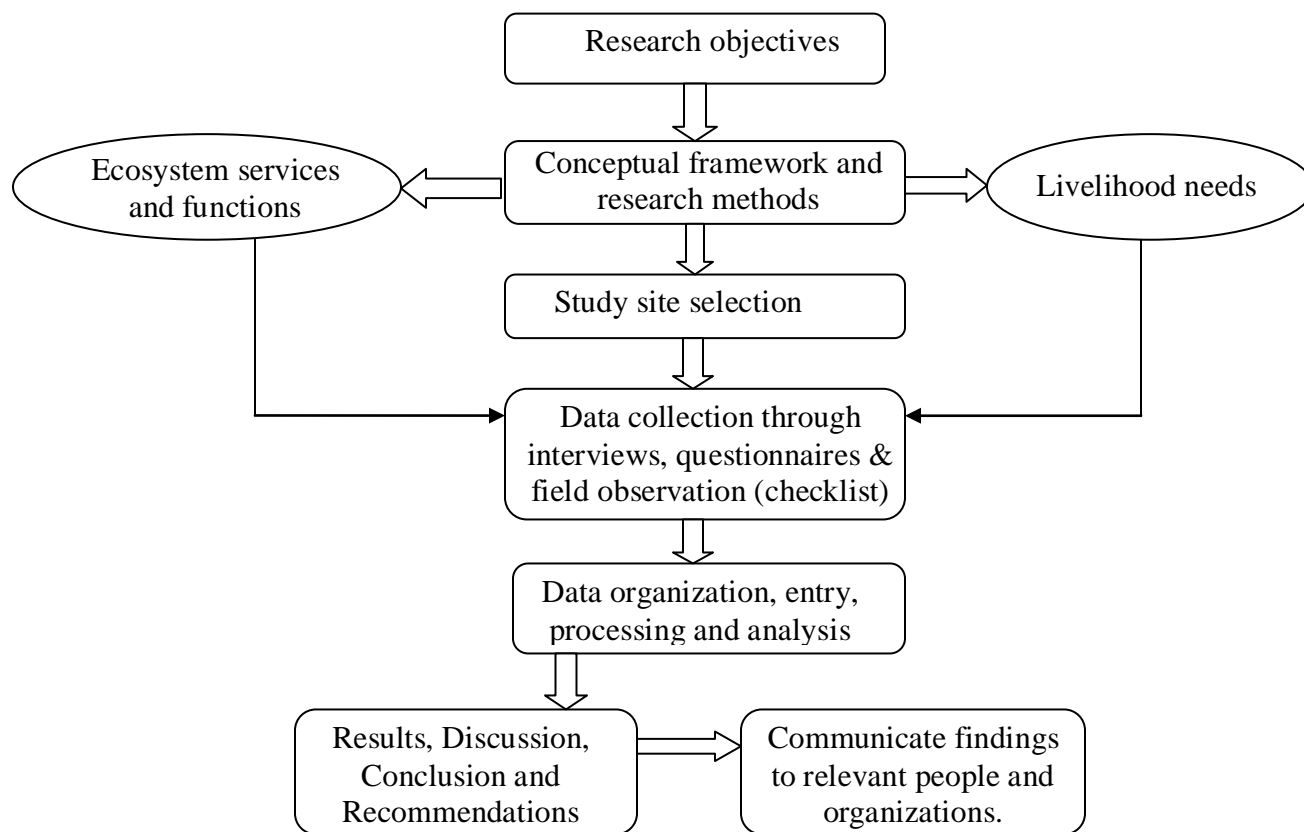 Research objectives
Ecosystem services
and functions
Conceptual framework and
research methods
Livelihood needs
Study site selection
Data collection through
interviews, questionnaires &
field observation (checklist)
Data organization, entry,
processing and analysis
Results, Discussion,
Conclusion and
Recommendations
Communicate findings
to relevant people and
organizations.